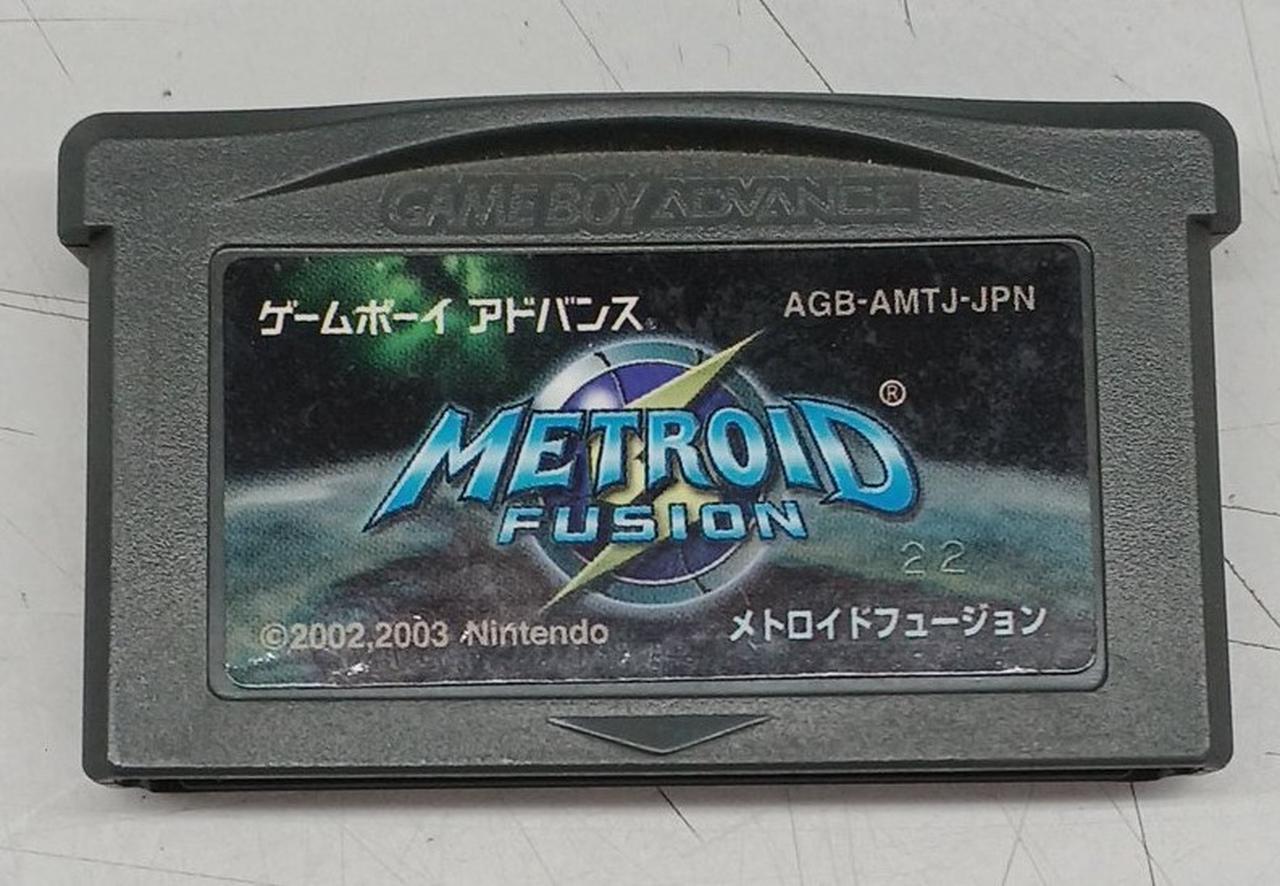 GAME BOY ADVANCE
ゲームボーイ アドバンス
AGB-AMTJ-JPN
METROID®
FUSION
22
©2002,2003 Nintendo
メトロイドフュージョン